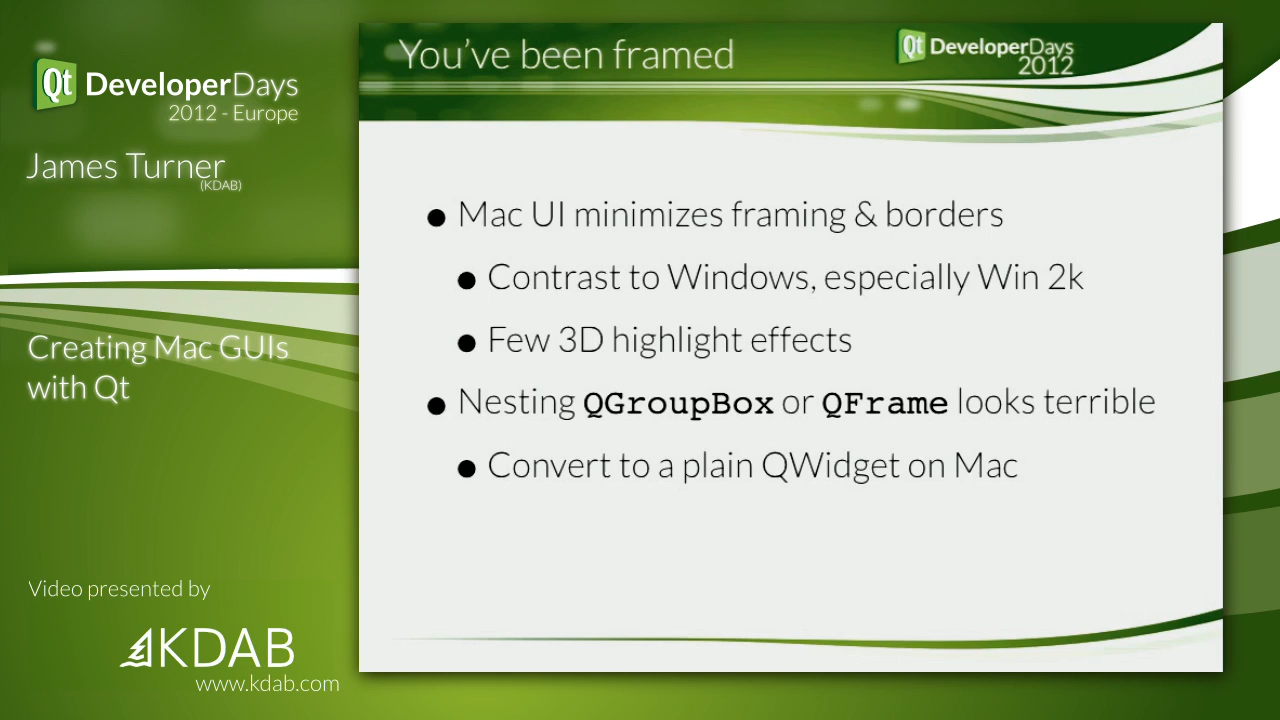 Qt DeveloperDays
2012 - Europe
James Turner
(KDAB)
Creating Mac GUIs
with Qt
Video presented by
KDAB
www.kdab.com
You've been framed
Qt DeveloperDays
2012
● Mac UI minimizes framing & borders
● Contrast to Windows, especially Win 2k
● Few 3D highlight effects
● Nesting QGroupBox or QFrame looks terrible
● Convert to a plain QWidget on Mac